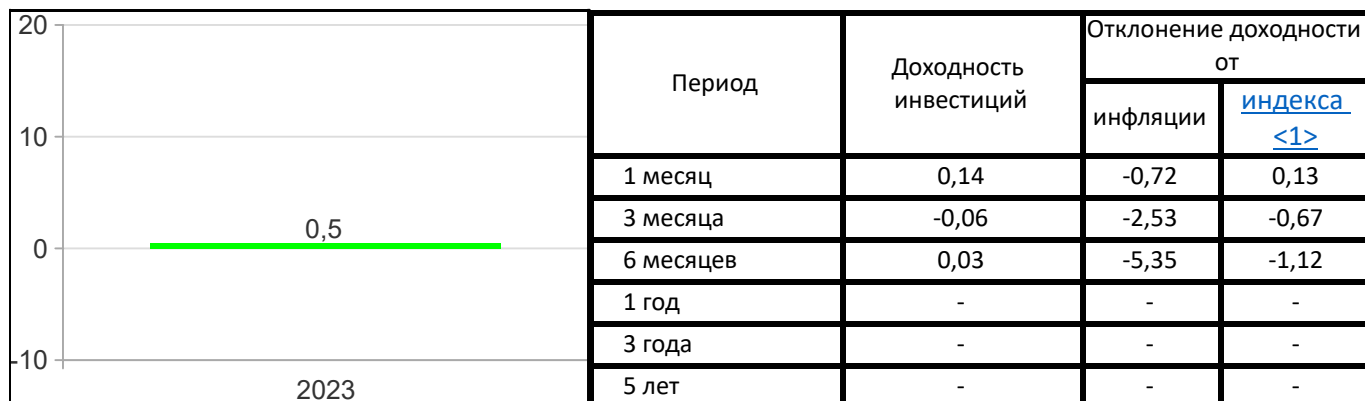 20
10
0
-10
0,5
2023
Период
Доходность
инвестиций
Отклонение доходности
от
инфляции
индекса
<1>
1 месяц 0,14 -0,72 0,13
3 месяца -0,06 -2,53 -0,67
6 месяцев 0,03 -5,35 -1,12
1 год - - -
3 года - - -
5 лет - - -